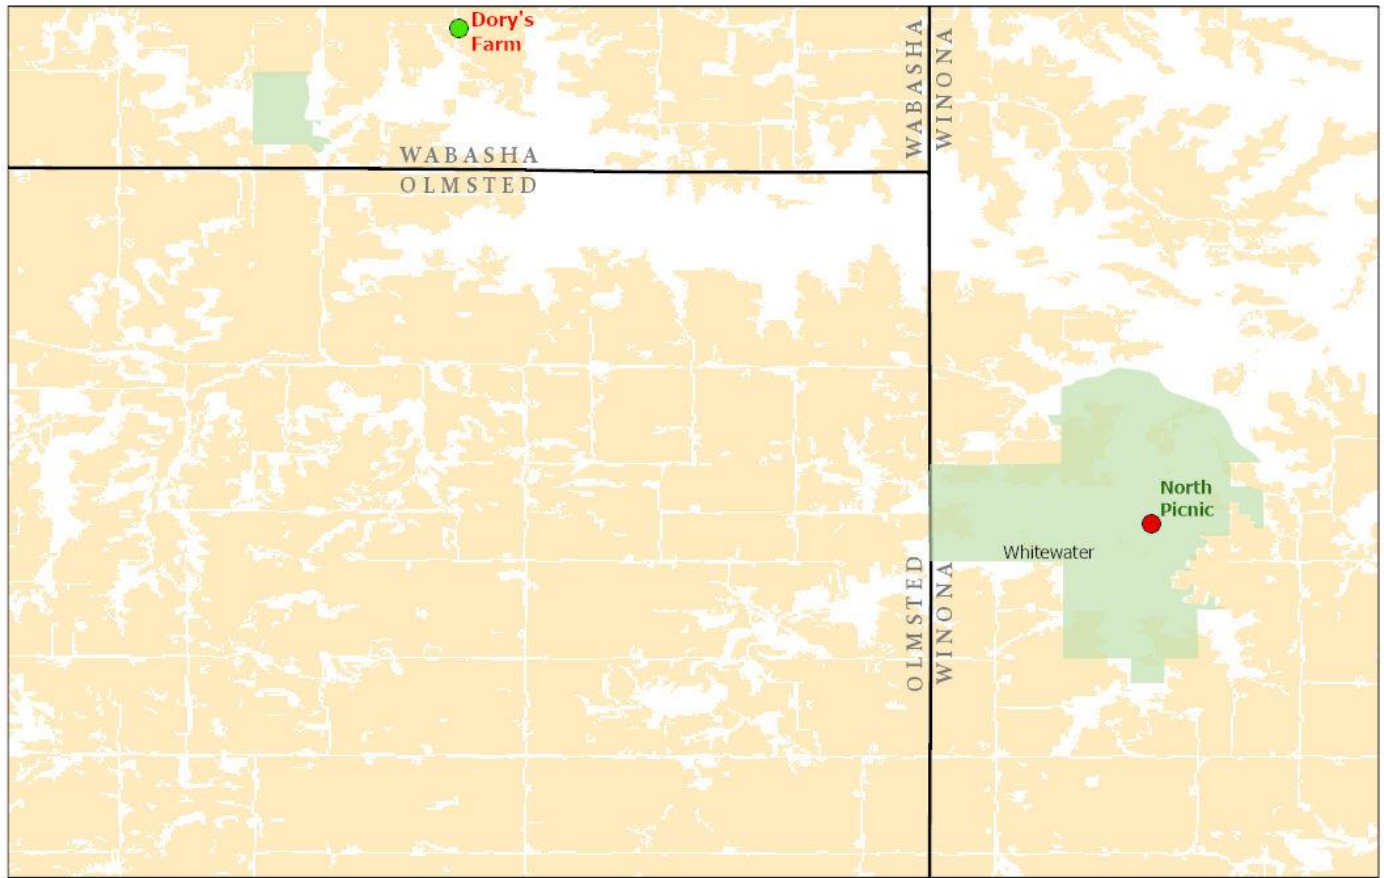 Dory's
Farm
WABASHA
WINONA
WABASHA
OLMSTED
North
Picnic
Whitewater
OLMSTED
WINONA